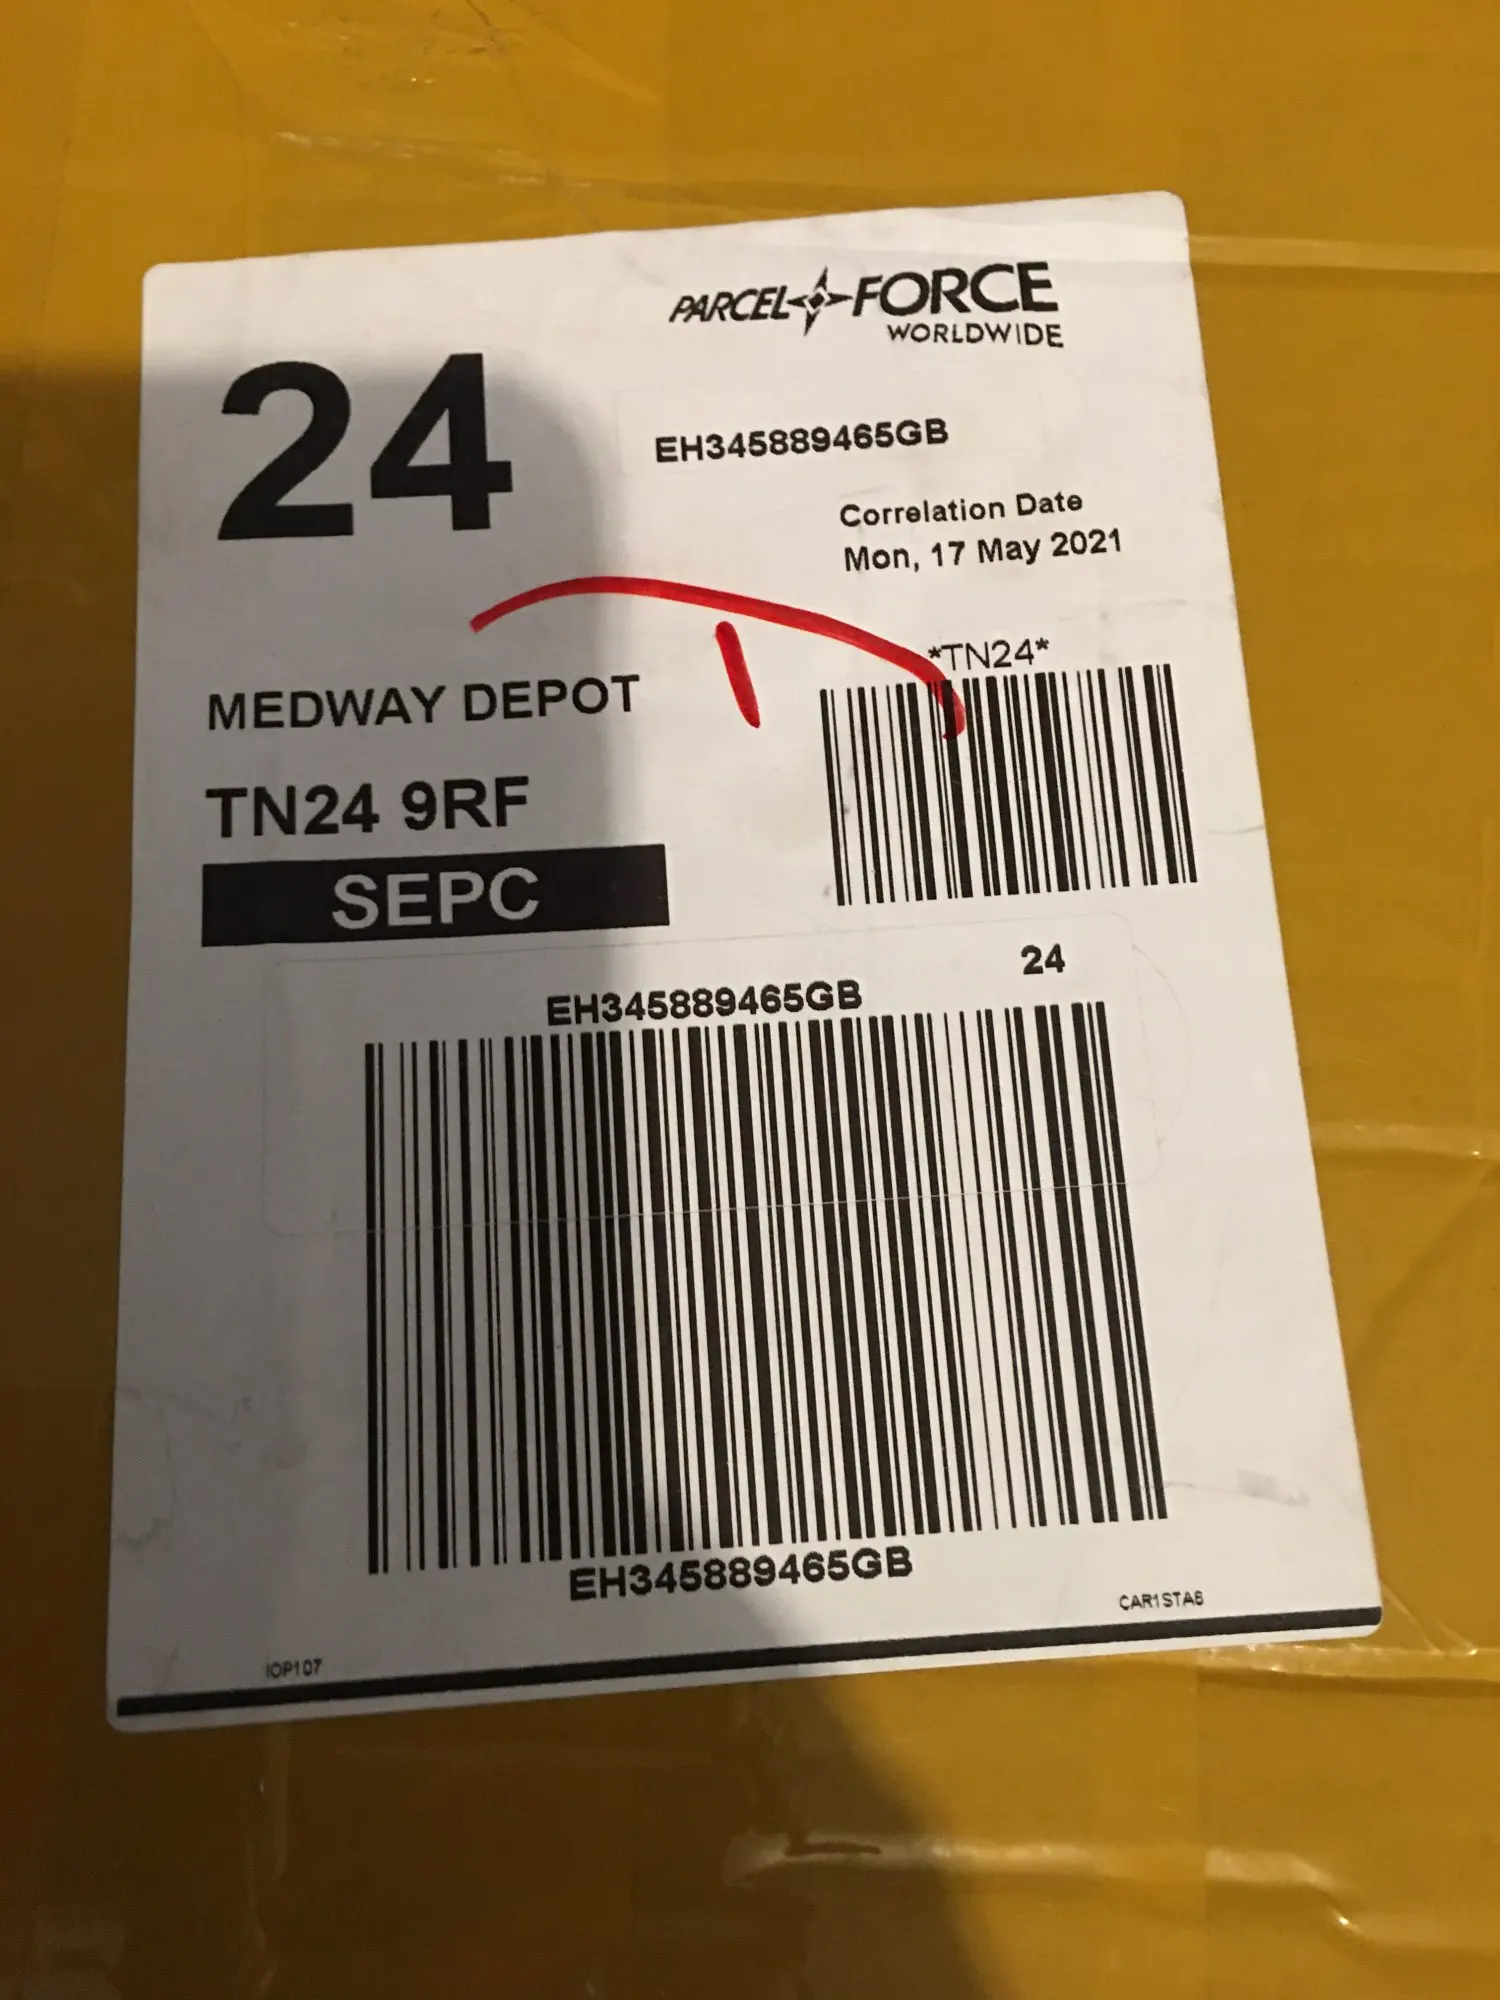 PARCEL FORCE
WORLDWIDE
24
EH345889465GB
Correlation Date
Mon, 17 May 2021
*TN24*
MEDWAY DEPOT
TN24 9RF
SEPC
24
EH345889465GB
EH345889465GB
CAR1STA6
IOP107